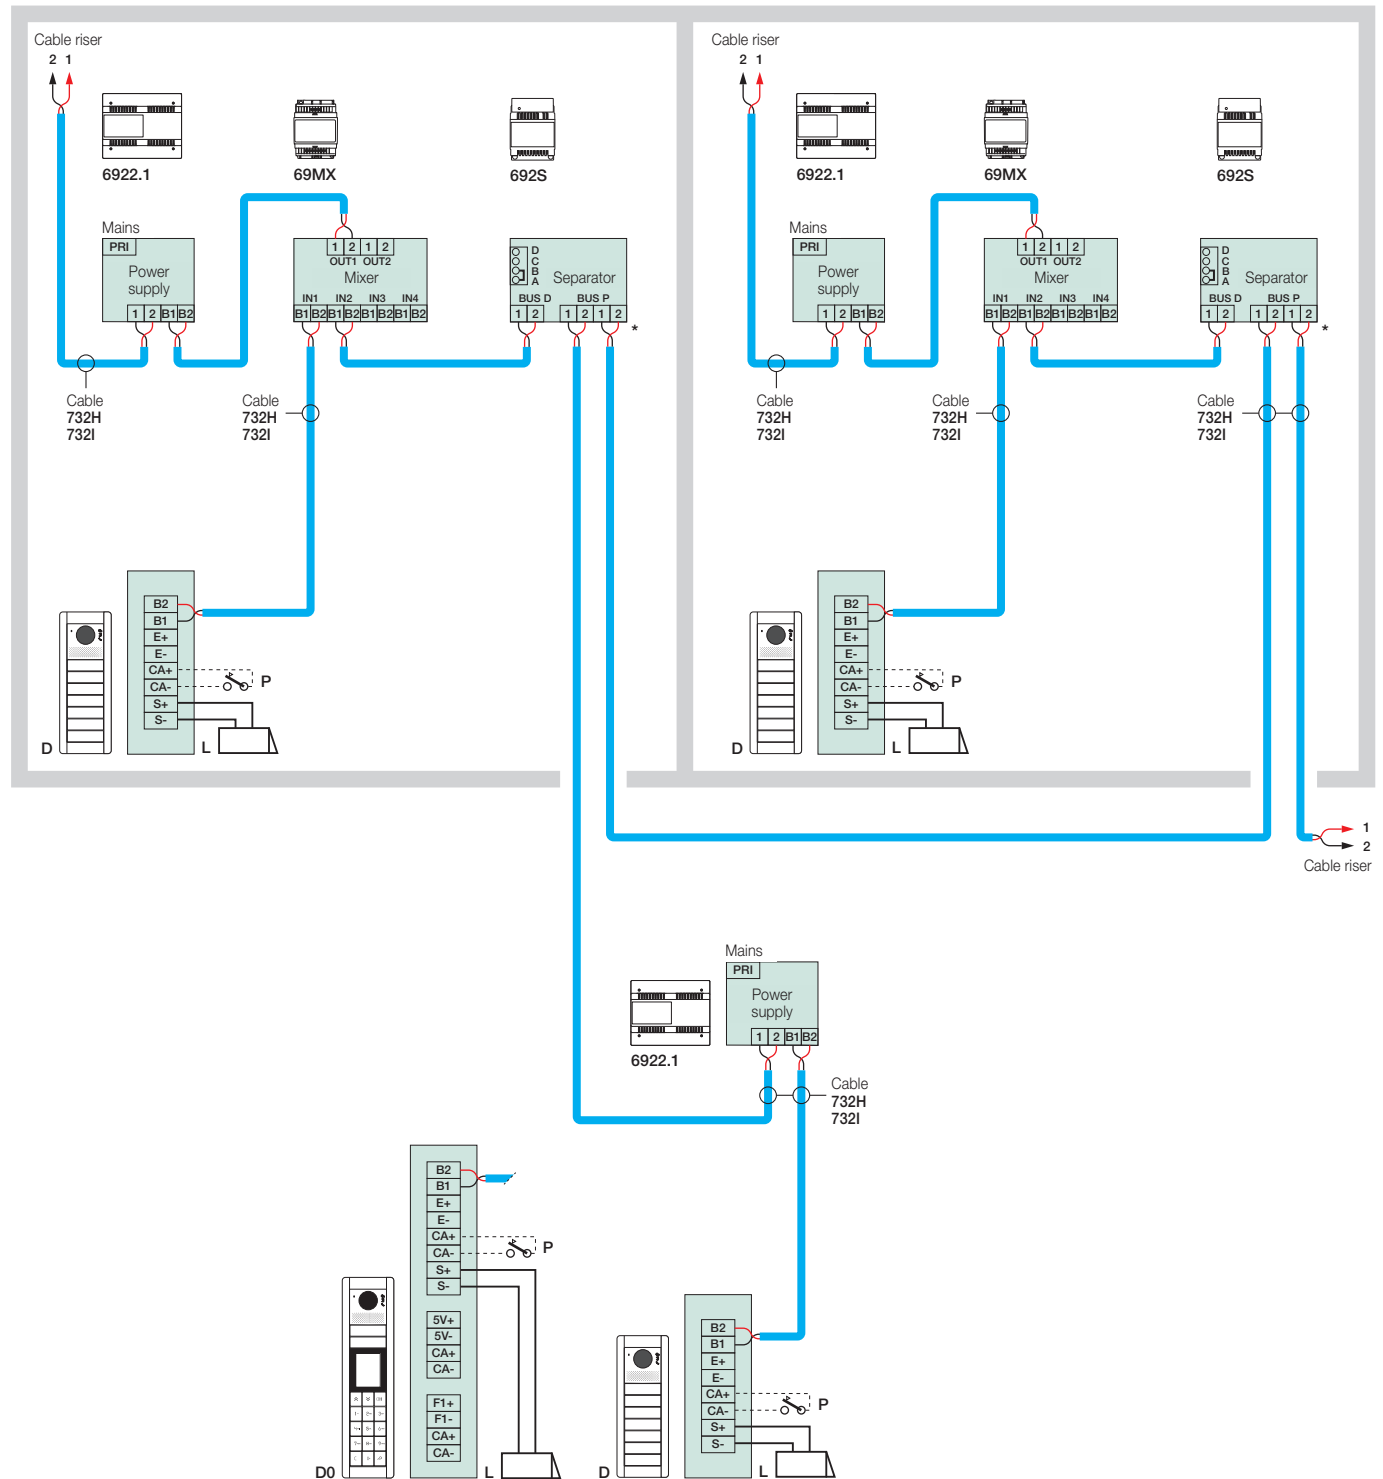 Cable riser
2 1
6922.1
69MX
692S
Mains
PRI
Power
supply
1 2 B1 B2
1 2 1 2
OUT1 OUT2
Mixer
IN1 IN2 IN3 IN4
B1 B2 B1 B2 B1 B2 B1 B2
D
C
B
A
Separator
BUS D BUS P
1 2 1 2 1 2
*
Cable
732H
732I
Cable
732H
732I
B2
B1
E+
E-
CA+
CA-
S+
S-
P
D
L
Cable riser
2 1
6922.1
69MX
692S
Mains
PRI
Power
supply
1 2 B1 B2
1 2 1 2
OUT1 OUT2
Mixer
IN1 IN2 IN3 IN4
B1 B2 B1 B2 B1 B2 B1 B2
D
C
B
A
Separator
BUS D BUS P
1 2 1 2 1 2
*
Cable
732H
732I
Cable
732H
732I
Cable
732H
732I
B2
B1
E+
E-
CA+
CA-
S+
S-
P
D
L
1
2
Cable riser
Mains
PRI
Power
supply
1 2 B1 B2
6922.1
Cable
732H
732I
B2
B1
E+
E-
CA+
CA-
S+
S-
P
5V+
5V-
CA+
CA-
F1+
F1-
CA+
CA-
D0
L
B2
B1
E+
E-
CA+
CA-
S+
S-
P
D
L